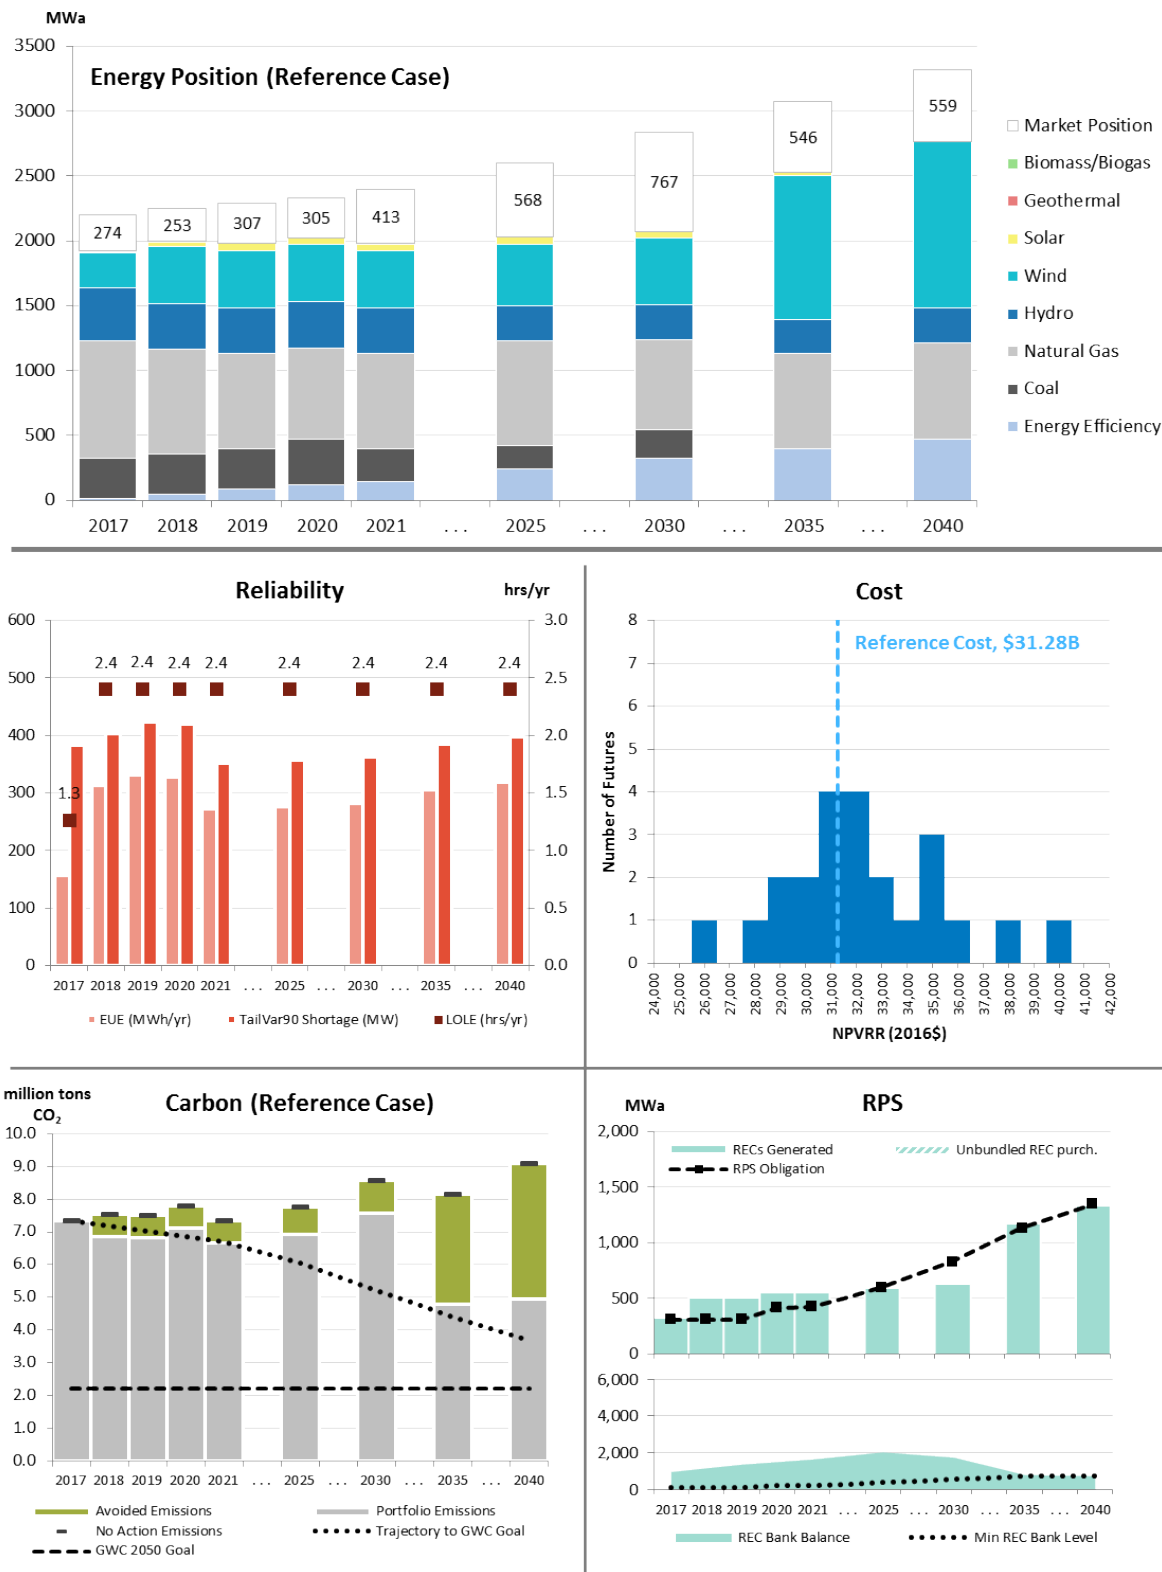 MWa
Energy Position (Reference Case)
3500
3000
2500
2000
1500
1000
500
0
274
253
307
305
413
568
767
546
559
2017
2018
2019
2020
2021
. . .
2025
. . .
2030
. . .
2035
. . .
2040
Market Position
Biomass/Biogas
Geothermal
Solar
Wind
Hydro
Natural Gas
Coal
Energy Efficiency
Reliability
hrs/yr
600
500
400
300
200
100
0
3.0
2.5
2.0
1.5
1.0
0.5
0.0
1.3
2.4
2.4
2.4
2.4
2.4
2.4
2.4
2.4
2017 2018 2019 2020 2021 . . . 2025 . . . 2030 . . . 2035 . . . 2040
EUE (MWh/yr)
TailVar90 Shortage (MW)
LOLE (hrs/yr)
Cost
Reference Cost, $31.28B
Number of Futures
8
7
6
5
4
3
2
1
0
24,000
25,000
26,000
27,000
28,000
29,000
30,000
31,000
32,000
33,000
34,000
35,000
36,000
37,000
38,000
39,000
40,000
41,000
42,000
NPVRR (2016$)
million tons
CO2
Carbon (Reference Case)
10.0
9.0
8.0
7.0
6.0
5.0
4.0
3.0
2.0
1.0
0.0
2017 2018 2019 2020 2021 . . . 2025 . . . 2030 . . . 2035 . . . 2040
Avoided Emissions
Portfolio Emissions
No Action Emissions
Trajectory to GWC Goal
GWC 2050 Goal
MWa
RPS
2,000
1,500
1,000
500
0
RECs Generated
Unbundled REC purch.
RPS Obligation
6,000
4,000
2,000
0
2017 2018 2019 2020 2021 . . . 2025 . . . 2030 . . . 2035 . . . 2040
REC Bank Balance
Min REC Bank Level